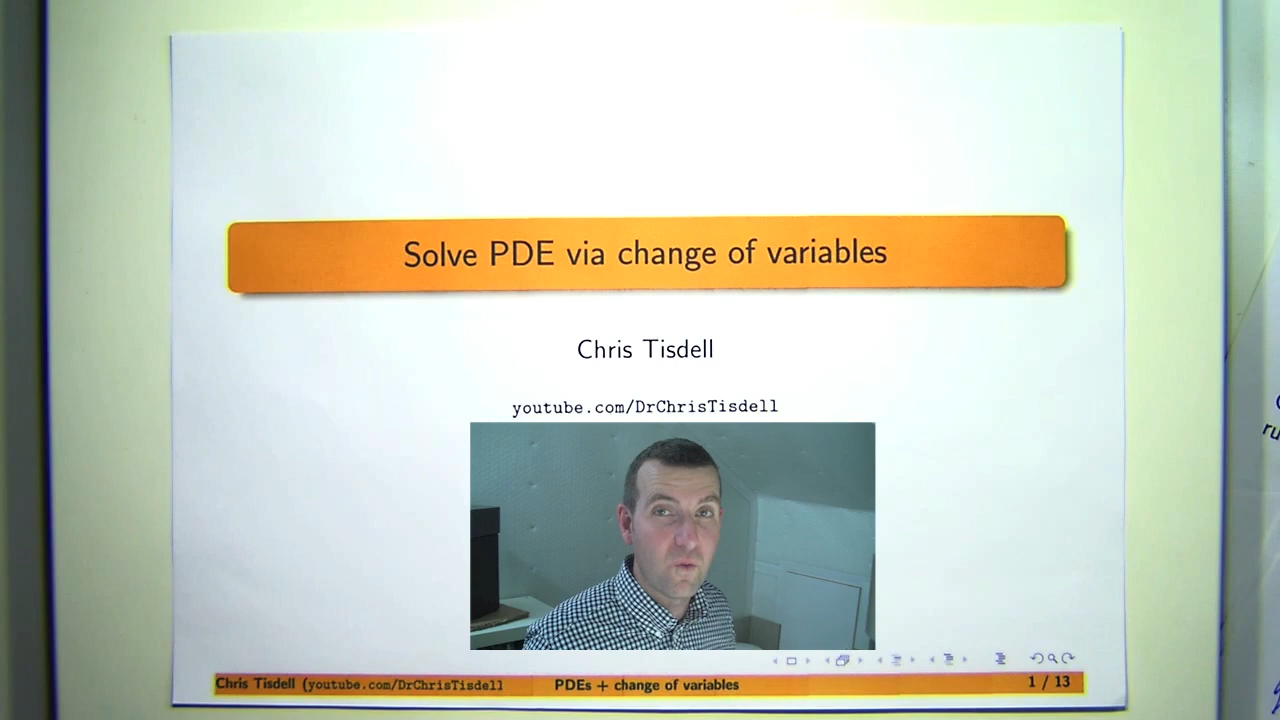 Solve PDE via change of variables
Chris Tisdell
youtube.com/DrChrisTisdell
Chris Tisdell (youtube.com/DrChrisTisdell
PDEs + change of variables
1 / 13